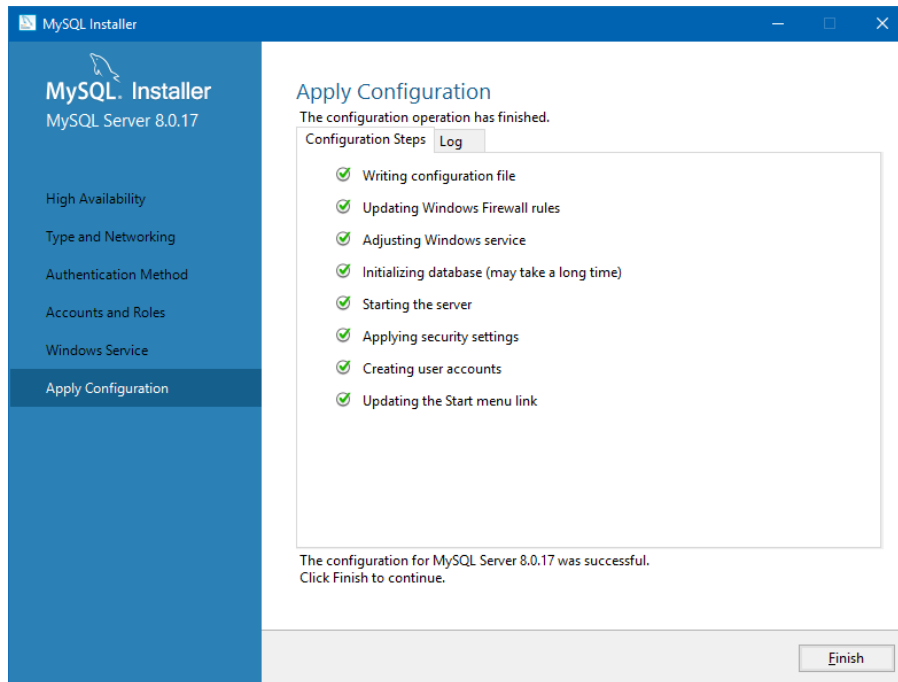 MySQL Installer
MySQL. Installer
MySQL Server 8.0.17
High Availability
Type and Networking
Authentication Method
Accounts and Roles
Windows Service
Apply Configuration
Apply Configuration
The configuration operation has finished.
Configuration Steps Log
Writing configuration file
Updating Windows Firewall rules
Adjusting Windows service
Initializing database (may take a long time)
Starting the server
Applying security settings
Creating user accounts
Updating the Start menu link
The configuration for MySQL Server 8.0.17 was successful.
Click Finish to continue.
Finish